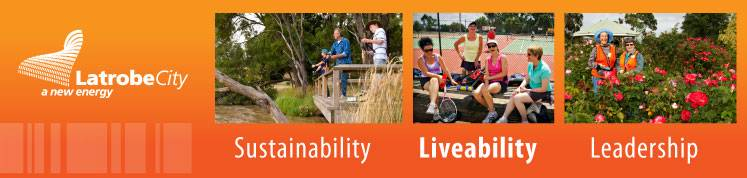 LatrobeCity
a new energy
Sustainability
Liveability
Leadership